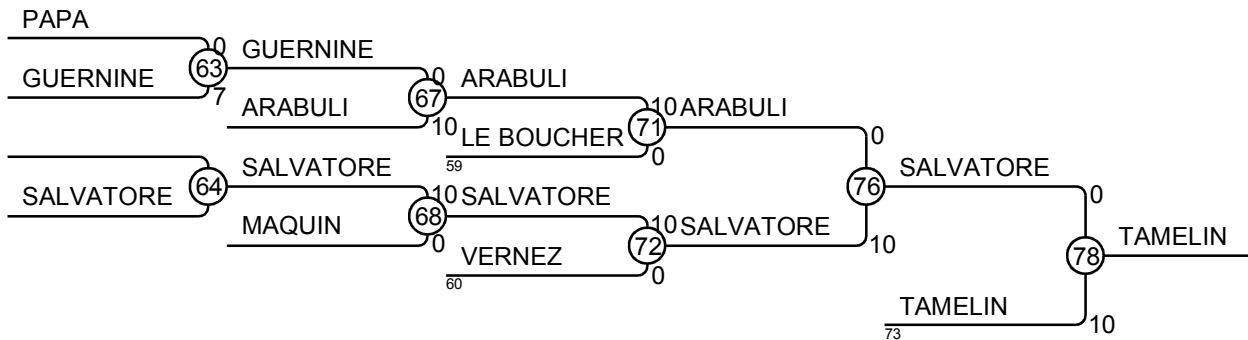 PAPA
0 GUERNINE
63
GUERNINE 0 ARABULI
7 67
ARABULI 10 ARABULI
10 LE BOUCHER 71
59 0 0
SALVATORE 76 SALVATORE
64
SALVATORE 10 SALVATORE 0
68
MAQUIN 0 10 SALVATORE 10
72
VERNEZ 0 78 TAMELIN
60
TAMELIN 10
73